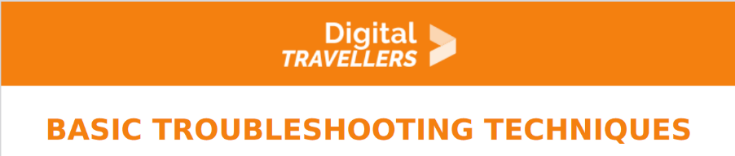 Digital
TRAVELLERS
BASIC TROUBLESHOOTING TECHNIQUES